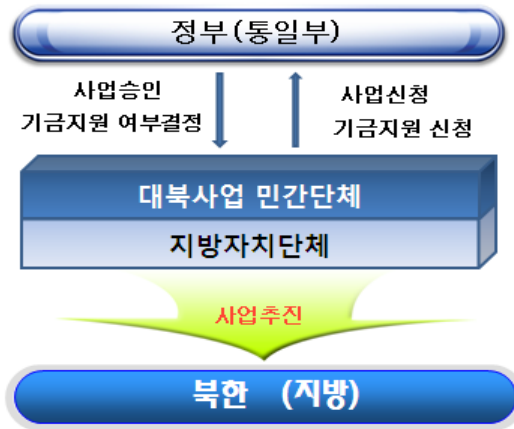 정부(통일부)
사업승인
기금지원 여부결정
사업신청
기금지원 신청
대북사업 민간단체
지방자치단체
사업추진
북한 (지방)